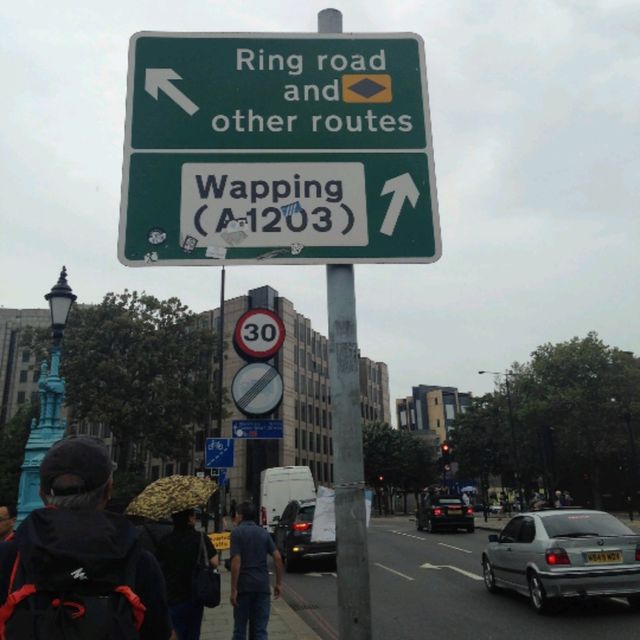 Ring road
and
other routes
Wapping
(A1203)
30